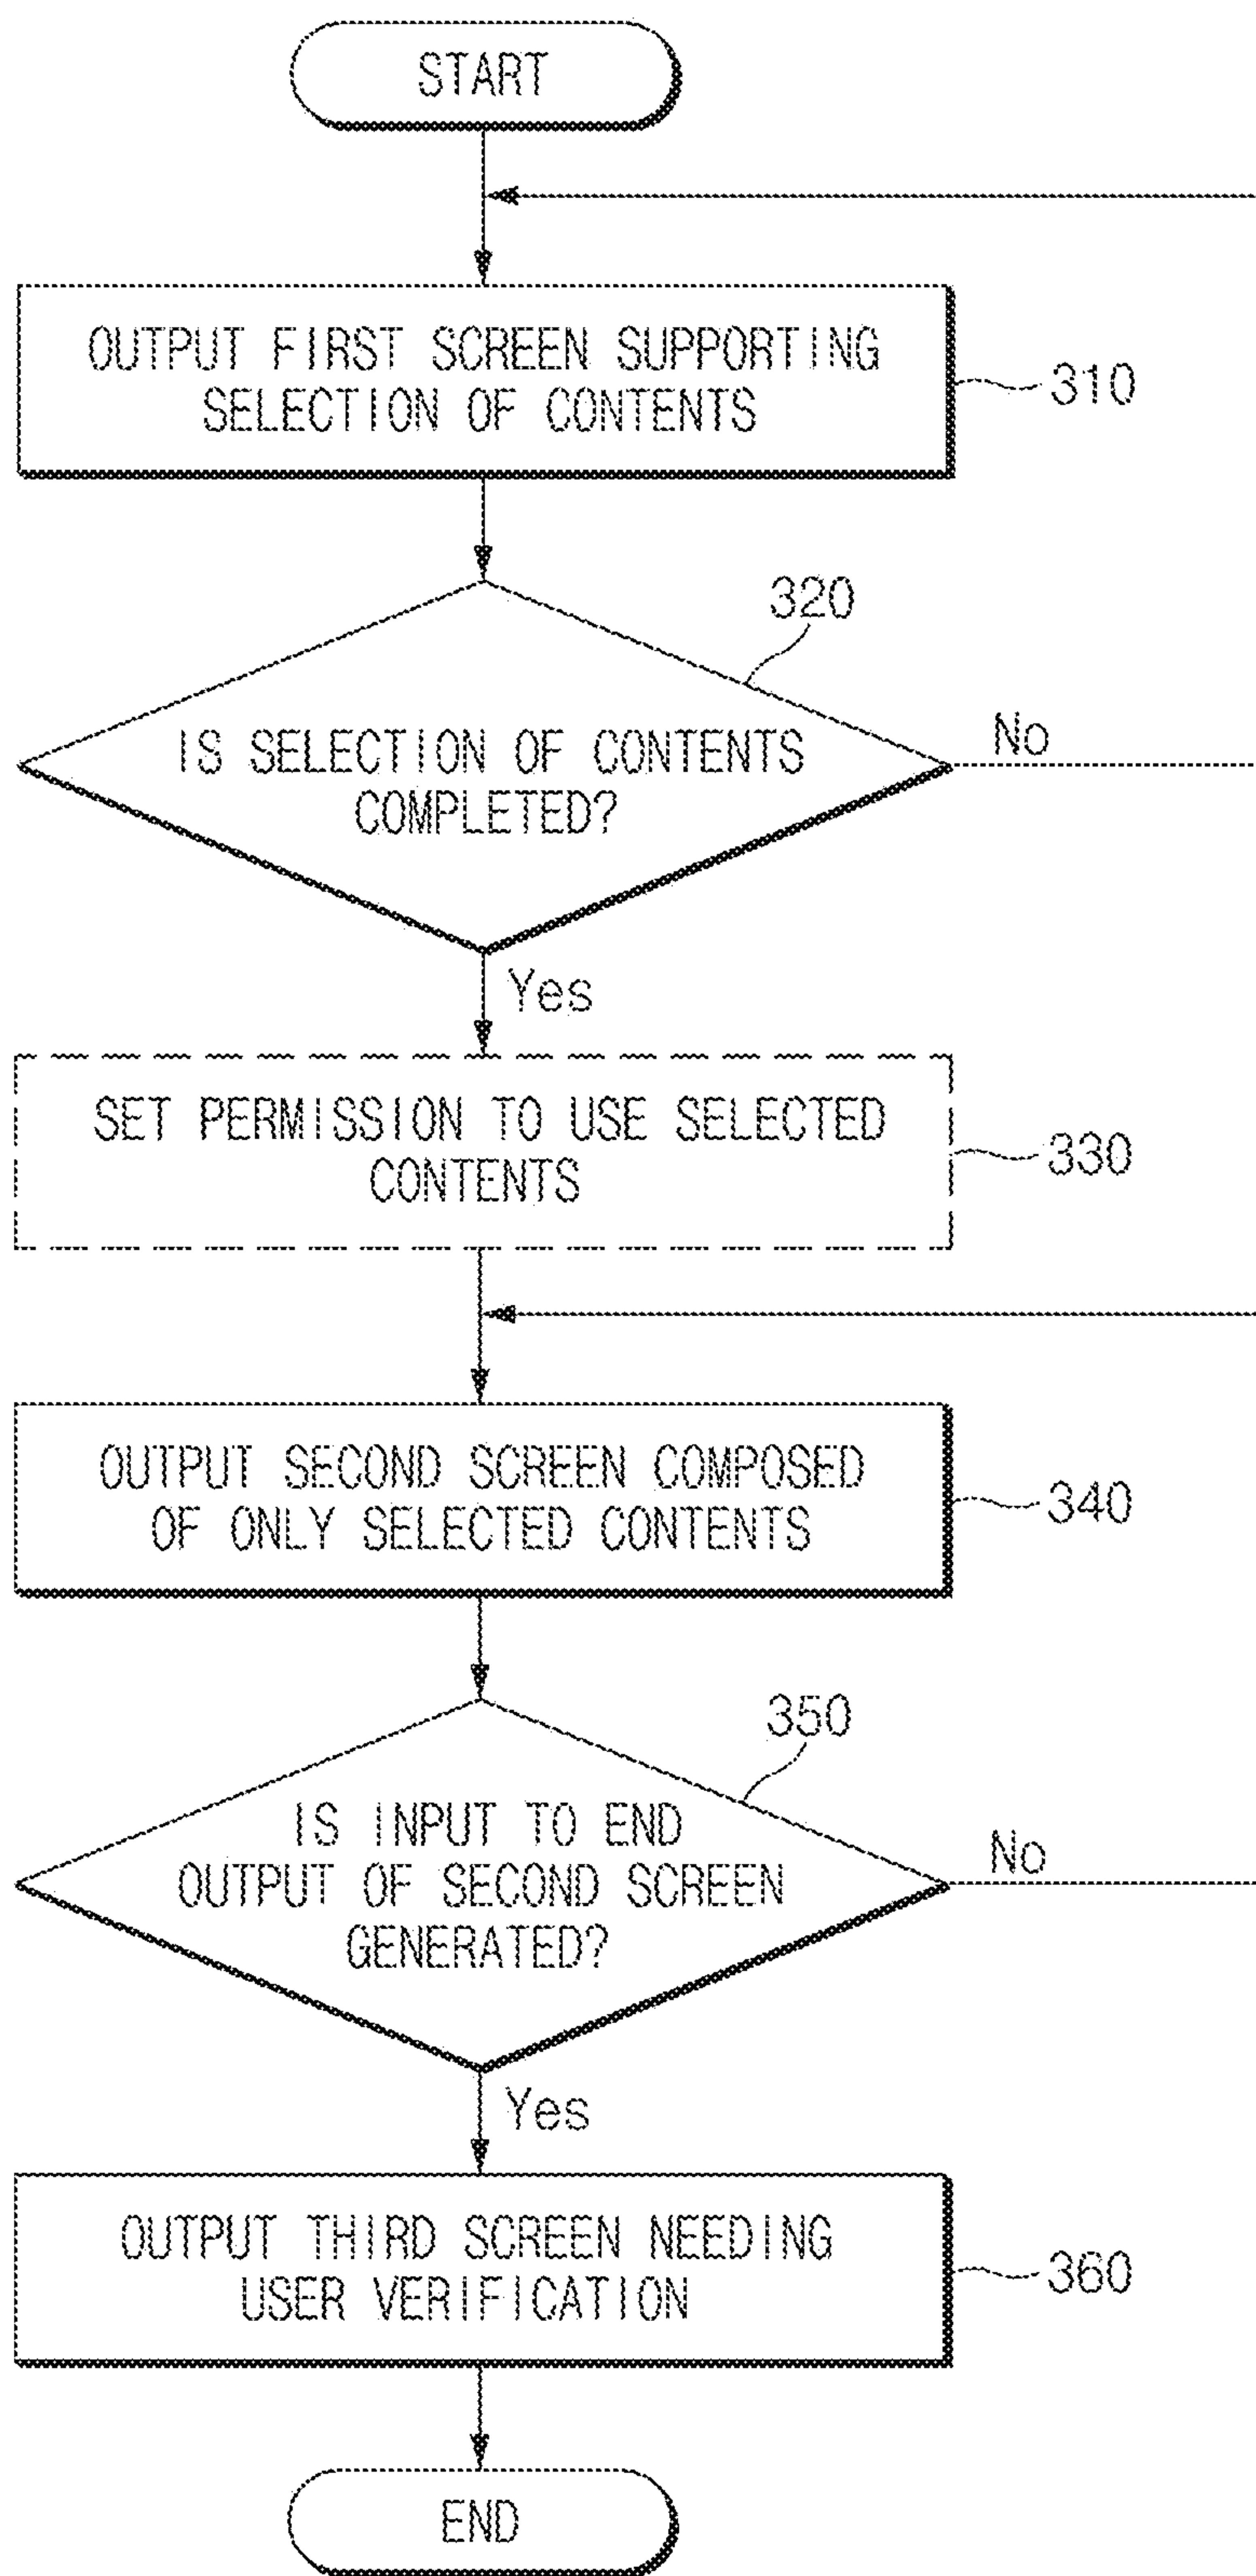 START
OUTPUT FIRST SCREEN SUPPORTING
SELECTION OF CONTENTS
310
320
IS SELECTION OF CONTENTS
COMPLETED?
No
Yes
SET PERMISSION TO USE SELECTED
CONTENTS
330
OUTPUT SECOND SCREEN COMPOSED
OF ONLY SELECTED CONTENTS
340
350
IS INPUT TO END
OUTPUT OF SECOND SCREEN
GENERATED?
No
Yes
OUTPUT THIRD SCREEN NEEDING
USER VERIFICATION
360
END